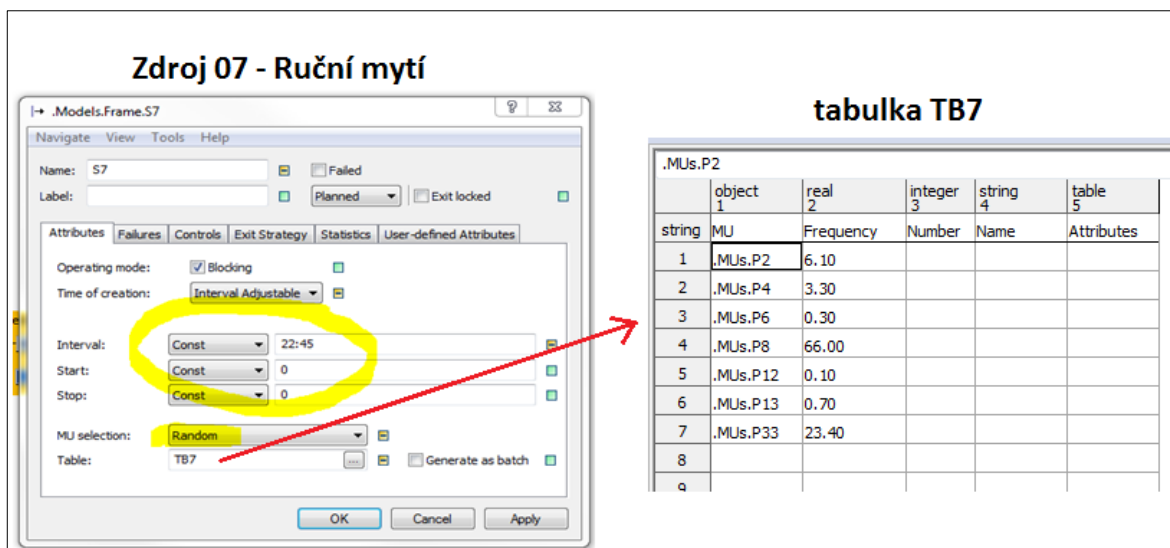 Zdroj 07 - Ruční mytí
.Models.Frame.S7
Navigate View Tools Help
Name: S7 Failed
Label: Planned Exit locked
Attributes Failures Controls Exit Strategy Statistics User-defined Attributes
Operating mode: Blocking
Time of creation: Interval Adjustable
Interval: Const 22:45
Start: Const 0
Stop: Const 0
MU selection: Random
Table: TB7 ... Generate as batch
OK Cancel Apply
tabulka TB7
.MUs.P2
object real integer string table
1 2 3 4 5
string MU Frequency Number Name Attributes
1 .MUs.P2 6.10
2 .MUs.P4 3.30
3 .MUs.P6 0.30
4 .MUs.P8 66.00
5 .MUs.P12 0.10
6 .MUs.P13 0.70
7 .MUs.P33 23.40
8
9